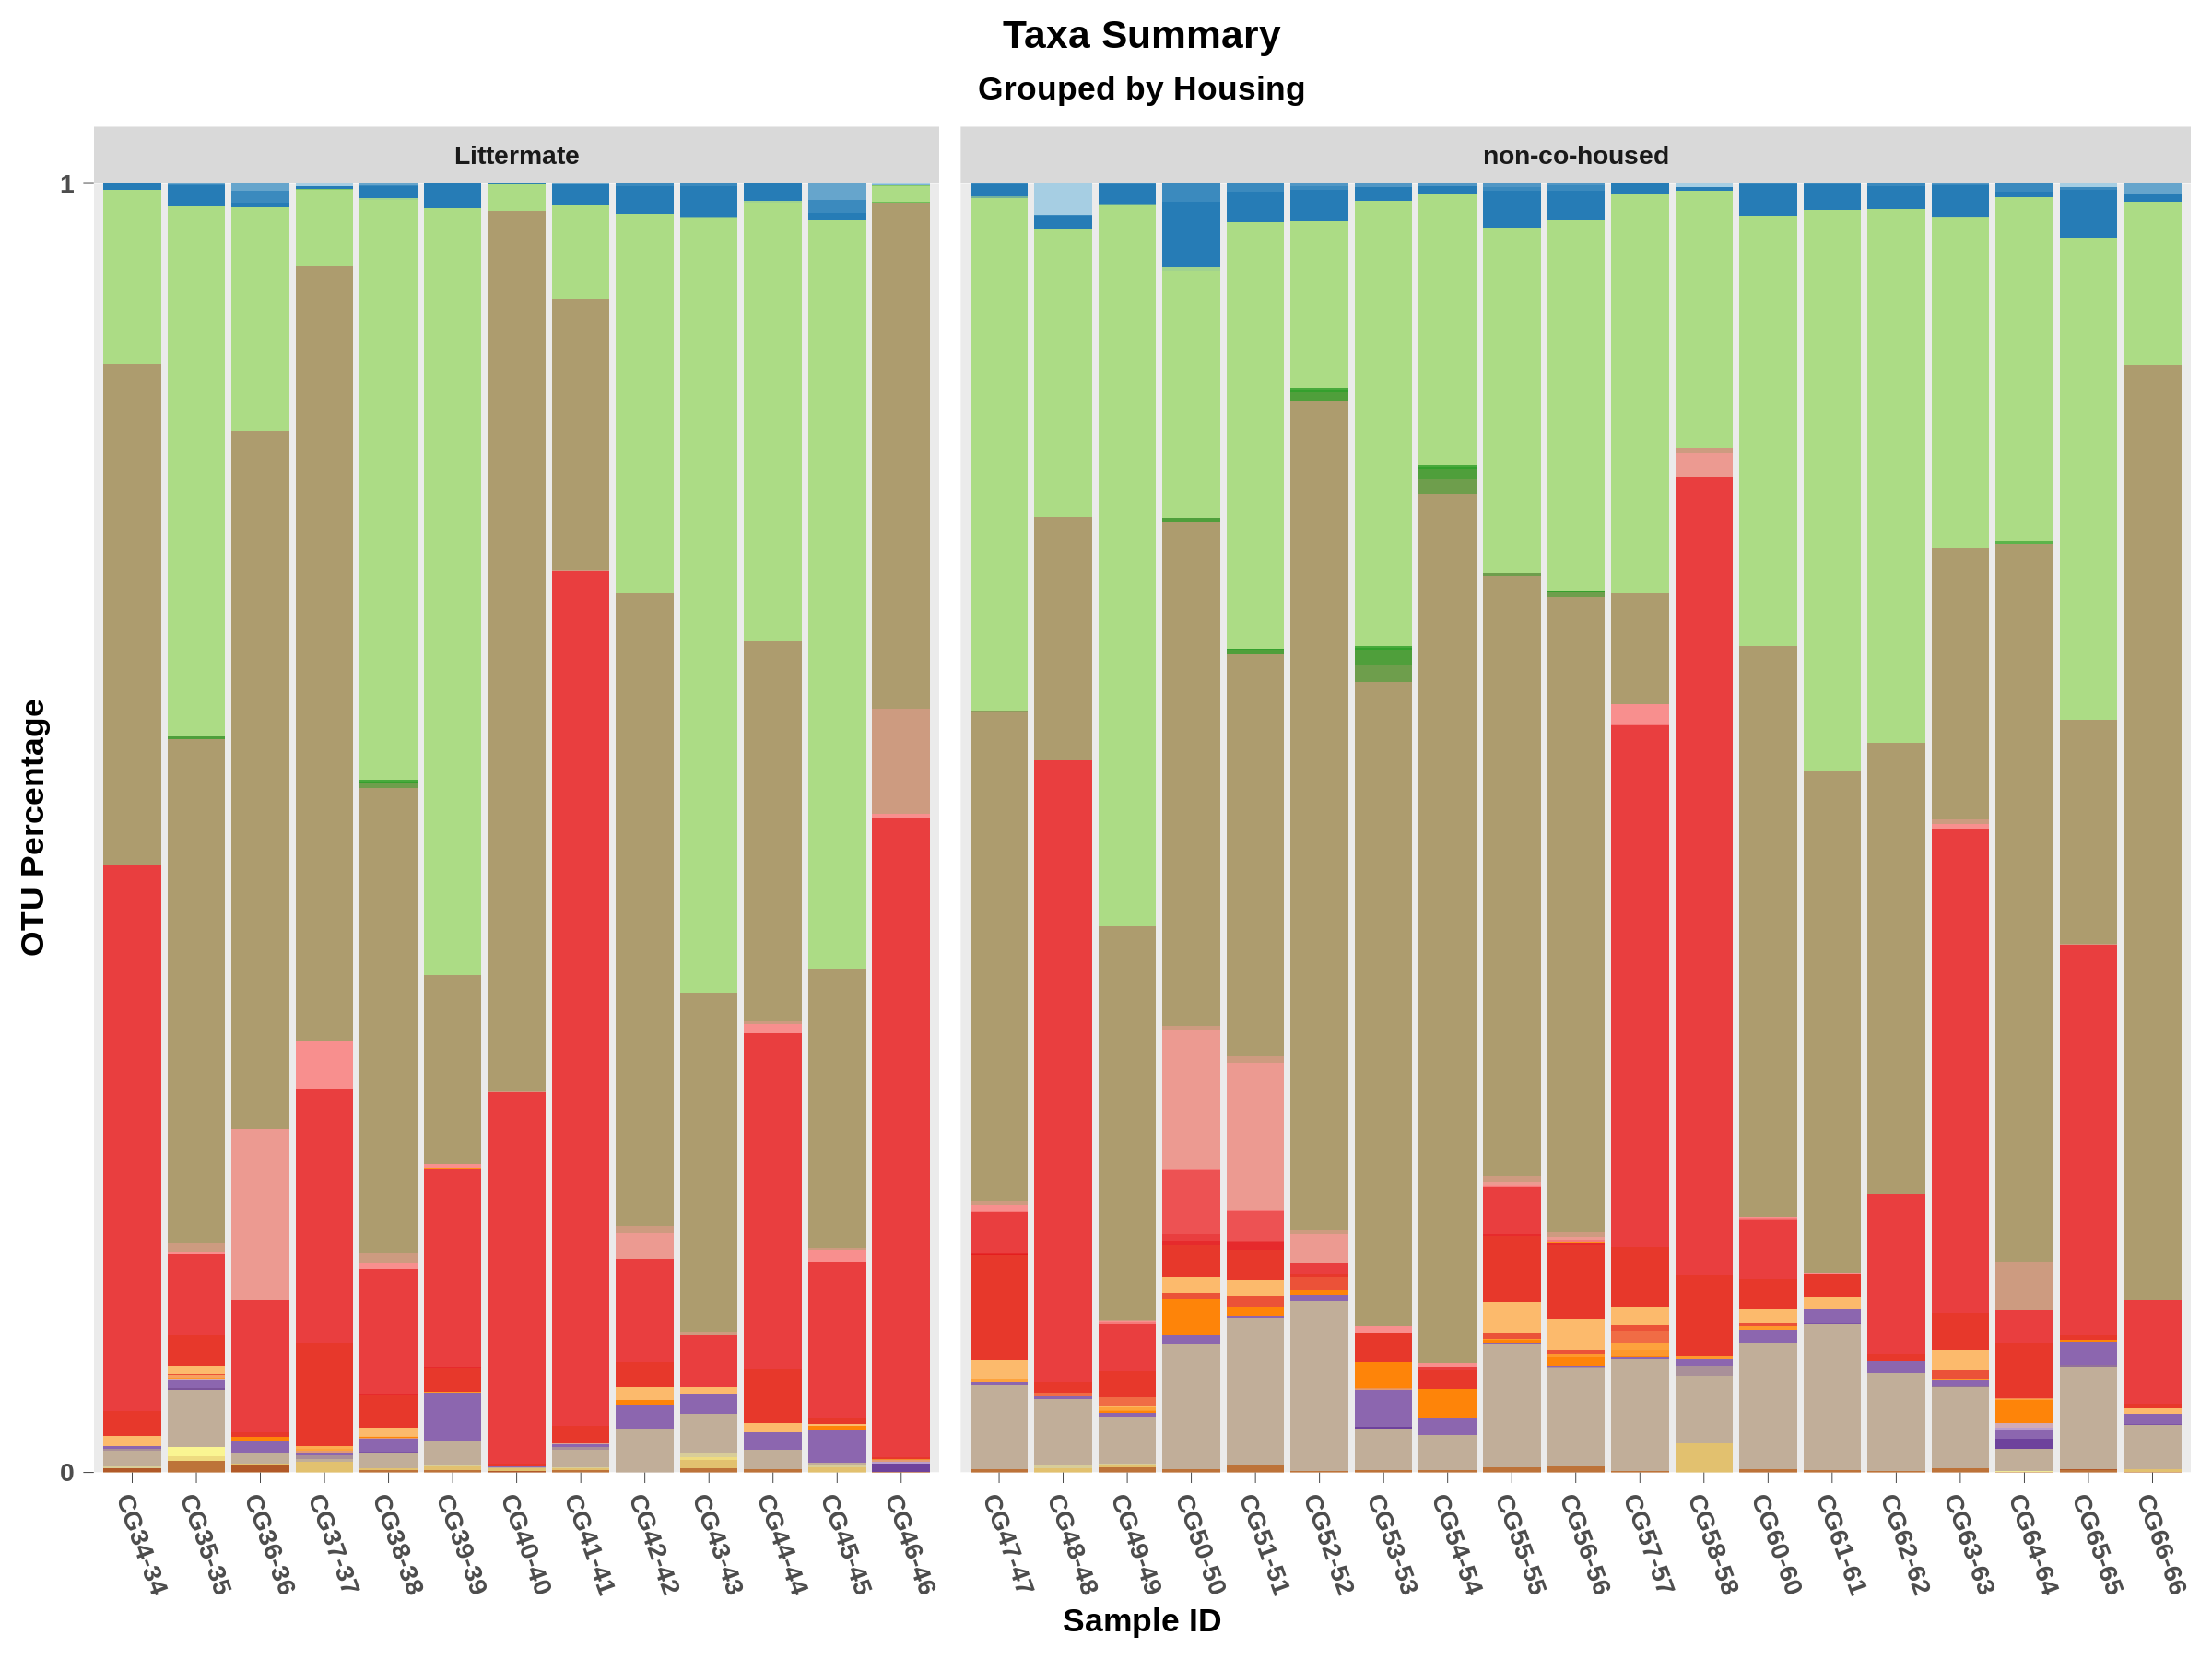 Taxa Summary
Grouped by Housing
Littermate
non-co-housed
1
0
OTU Percentage
CG34-34
CG35-35
CG36-36
CG37-37
CG38-38
CG39-39
CG40-40
CG41-41
CG42-42
CG43-43
CG44-44
CG45-45
CG46-46
CG47-47
CG48-48
CG49-49
CG50-50
CG51-51
CG52-52
CG53-53
CG54-54
CG55-55
CG56-56
CG57-57
CG58-58
CG60-60
CG61-61
CG62-62
CG63-63
CG64-64
CG65-65
CG66-66
Sample ID